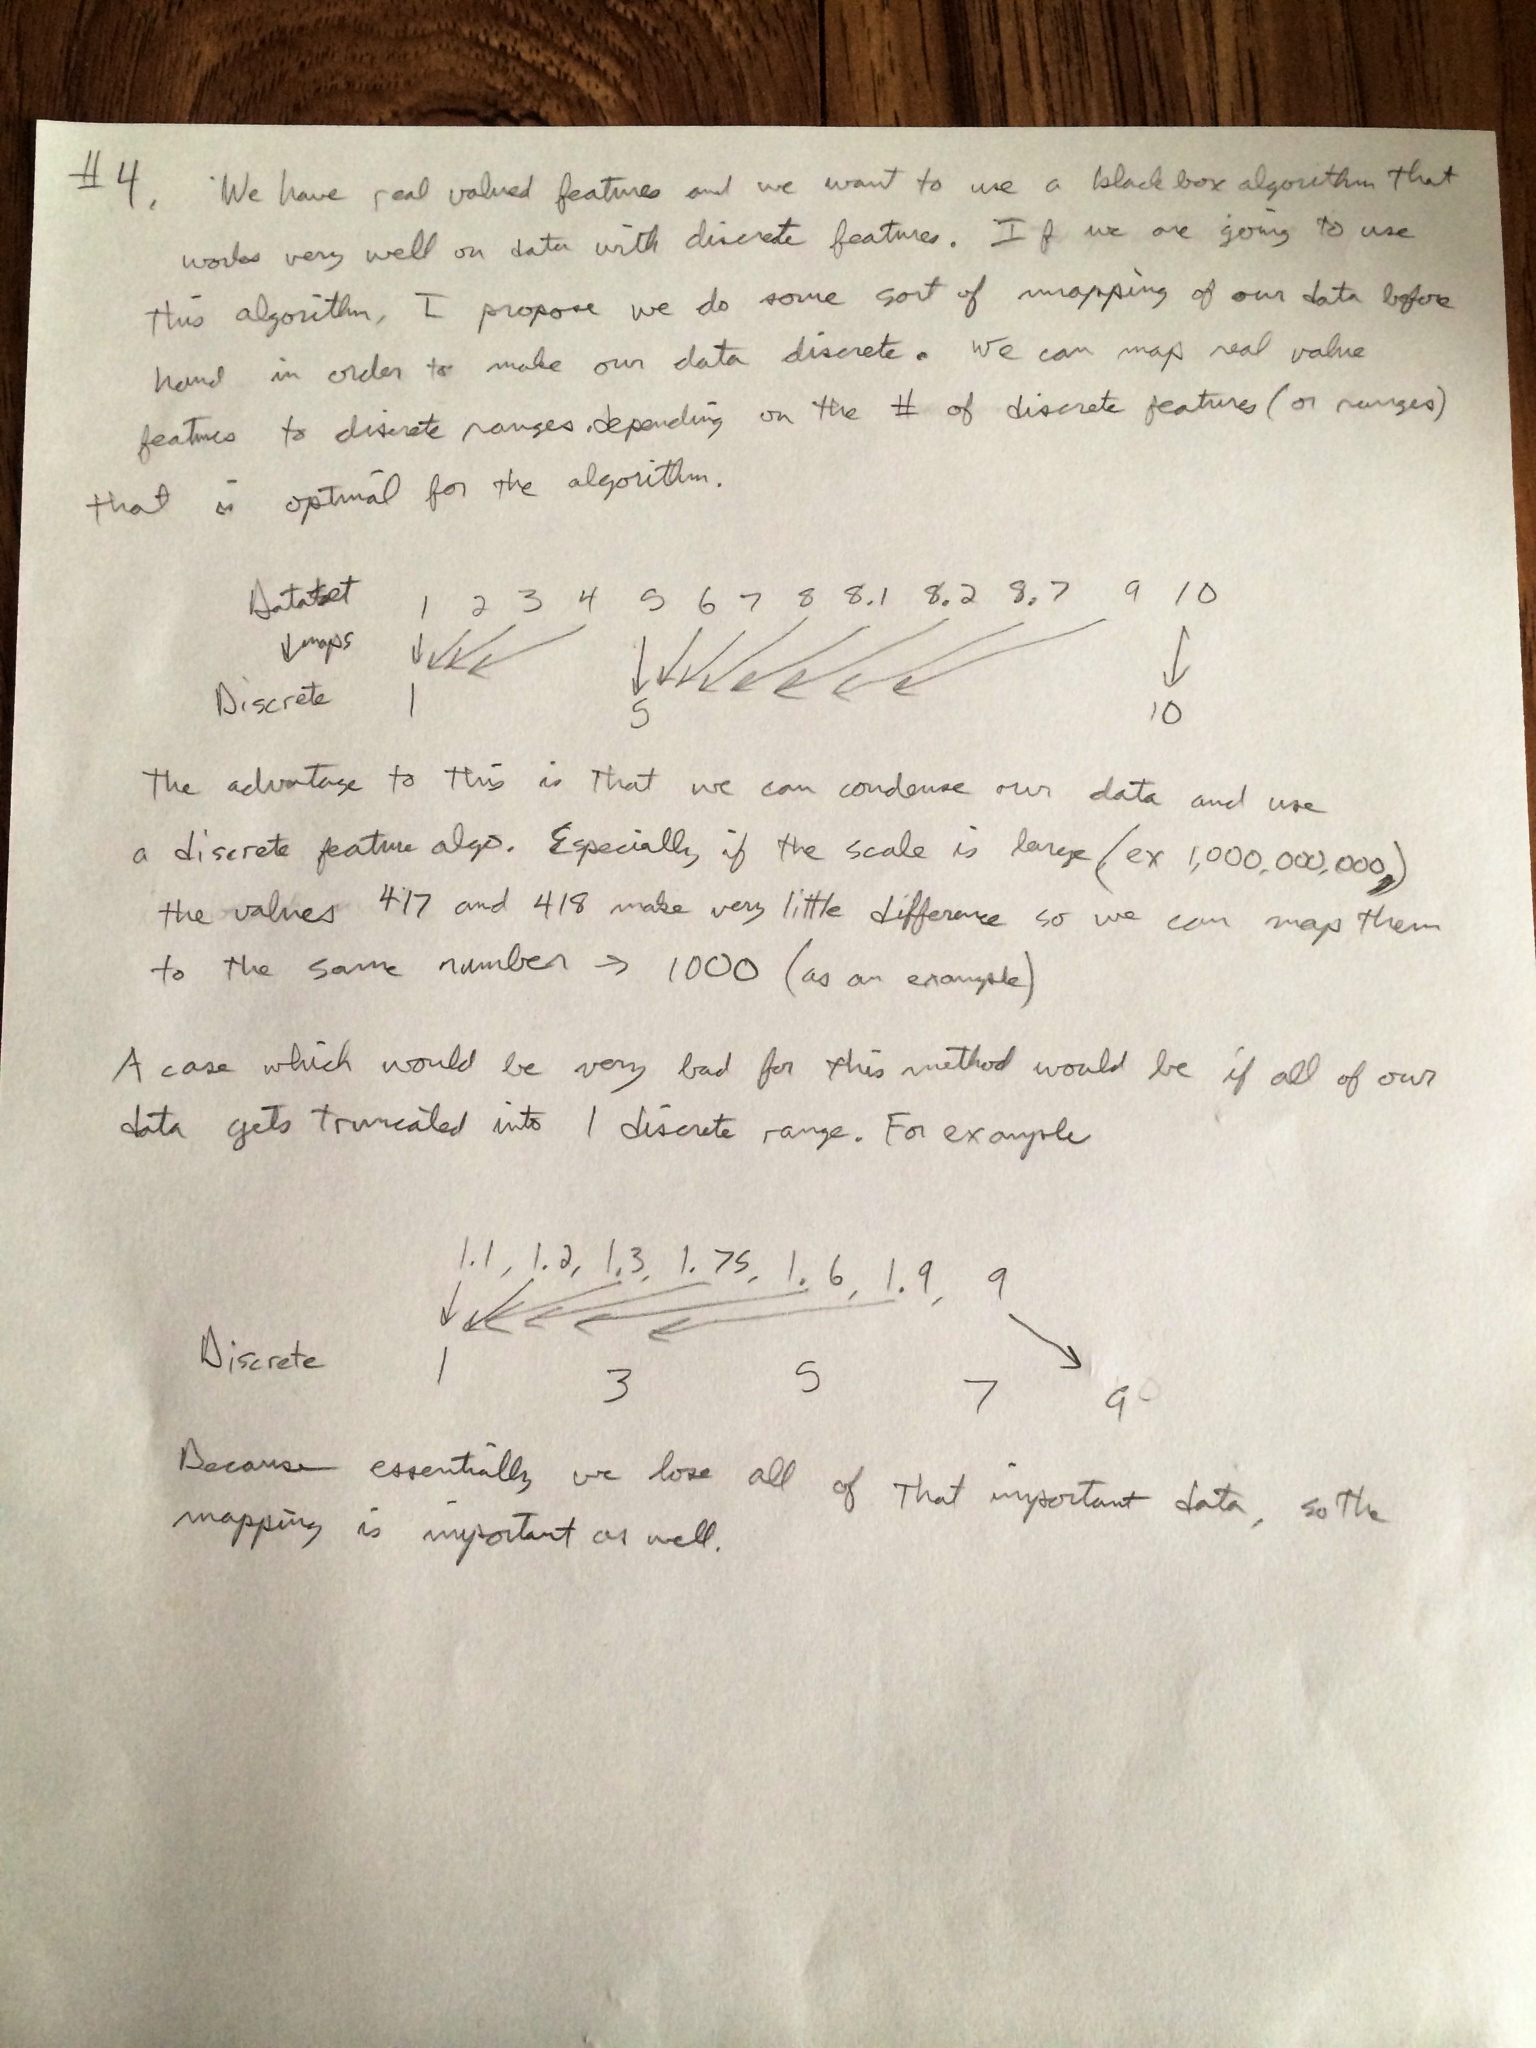 #4. We have real valued features and we want to use a black box algorithm that
works very well on data with discrete features. If we are going to use
this algorithm, I propose we do some sort of mapping of our data before
hand in order to make our data discrete. We can map real value
features to discrete ranges depending on the # of discrete features (or ranges)
that is optimal for the algorithm.
Dataset 1 2 3 4 5 6 7 8 8.1 8.2 8.7 9 10
↓maps
Discrete 1 5 10
The advantage to this is that we can condense our data and use
a discrete feature algo. Especially if the scale is large (ex 1,000,000,000,)
the values 417 and 418 make very little difference so we can map them
to the same number → 1000 (as an example)
A case which would be very bad for this method would be if all of our
data gets truncated into 1 discrete range. For example
1.1, 1.2, 1.3, 1.75, 1.6, 1.9, 9
Discrete 1 3 5 7 9
Because essentially we lose all of that important data, so the
mapping is important as well.